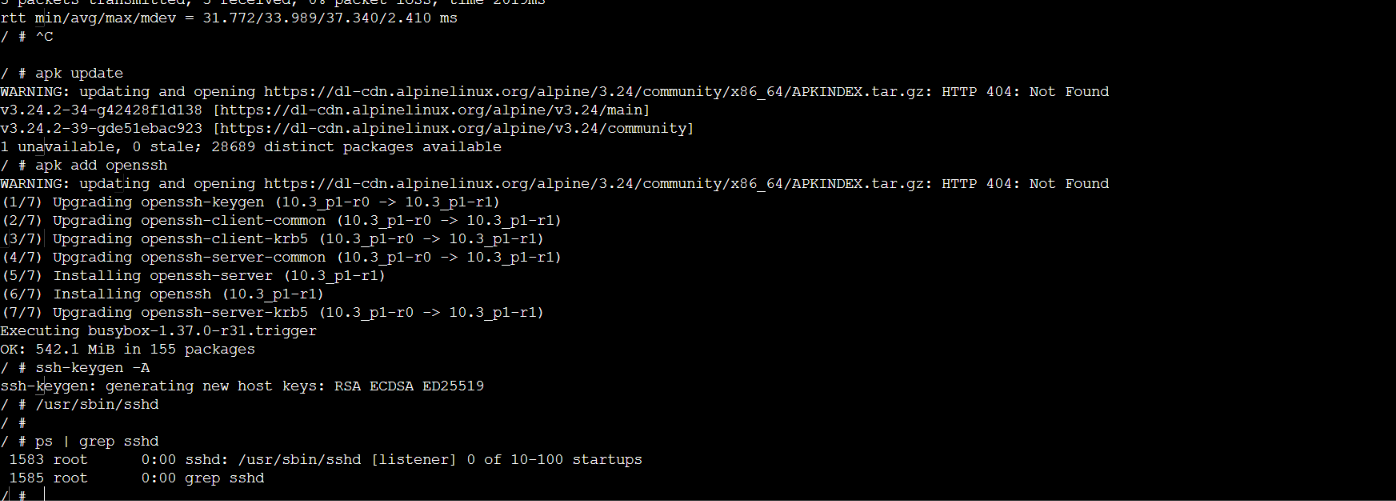 5 packets transmitted, 5 received, 0% packet loss, time 2019ms
rtt min/avg/max/mdev = 31.772/33.989/37.340/2.410 ms
/ # ^C
/ # apk update
WARNING: updating and opening https://dl-cdn.alpinelinux.org/alpine/3.24/community/x86_64/APKINDEX.tar.gz: HTTP 404: Not Found
v3.24.2-34-g42428f1d138 [https://dl-cdn.alpinelinux.org/alpine/v3.24/main]
v3.24.2-39-gde51ebac923 [https://dl-cdn.alpinelinux.org/alpine/v3.24/community]
1 unavailable, 0 stale; 28689 distinct packages available
/ # apk add openssh
WARNING: updating and opening https://dl-cdn.alpinelinux.org/alpine/3.24/community/x86_64/APKINDEX.tar.gz: HTTP 404: Not Found
(1/7) Upgrading openssh-keygen (10.3_p1-r0 -> 10.3_p1-r1)
(2/7) Upgrading openssh-client-common (10.3_p1-r0 -> 10.3_p1-r1)
(3/7) Upgrading openssh-client-krb5 (10.3_p1-r0 -> 10.3_p1-r1)
(4/7) Upgrading openssh-server-common (10.3_p1-r0 -> 10.3_p1-r1)
(5/7) Installing openssh-server (10.3_p1-r1)
(6/7) Installing openssh (10.3_p1-r1)
(7/7) Upgrading openssh-server-krb5 (10.3_p1-r0 -> 10.3_p1-r1)
Executing busybox-1.37.0-r31.trigger
OK: 542.1 MiB in 155 packages
/ # ssh-keygen -A
ssh-keygen: generating new host keys: RSA ECDSA ED25519
/ # /usr/sbin/sshd
/ #
/ # ps | grep sshd
1583 root 0:00 sshd: /usr/sbin/sshd [listener] 0 of 10-100 startups
1585 root 0:00 grep sshd
/ #